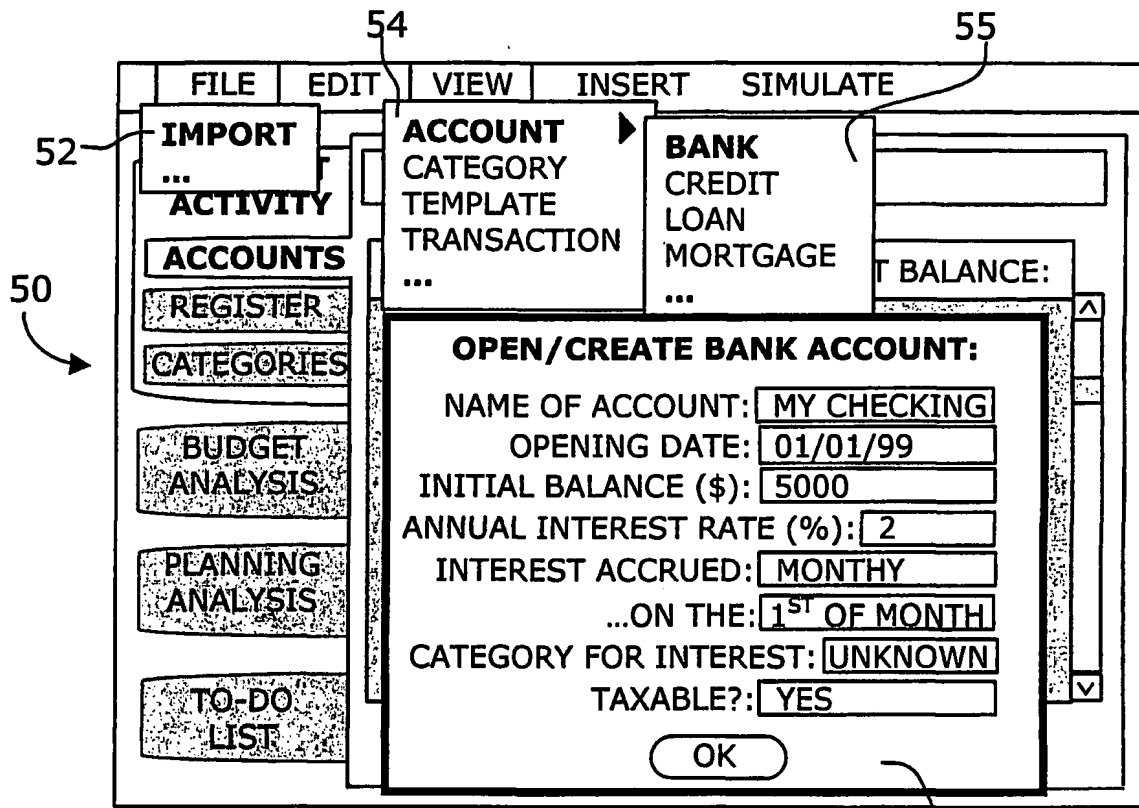 54
55
FILE EDIT VIEW INSERT SIMULATE
52
IMPORT
...
ACCOUNT
CATEGORY
TEMPLATE
TRANSACTION
...
BANK
CREDIT
LOAN
MORTGAGE
...
T
ACTIVITY
ACCOUNTS
T BALANCE:
50
REGISTER
CATEGORIES
BUDGET
ANALYSIS
PLANNING
ANALYSIS
TO-DO
LIST
OPEN/CREATE BANK ACCOUNT:
NAME OF ACCOUNT: MY CHECKING
OPENING DATE: 01/01/99
INITIAL BALANCE ($): 5000
ANNUAL INTEREST RATE (%): 2
INTEREST ACCRUED: MONTHY
...ON THE: 1ST OF MONTH
CATEGORY FOR INTEREST: UNKNOWN
TAXABLE?: YES
OK